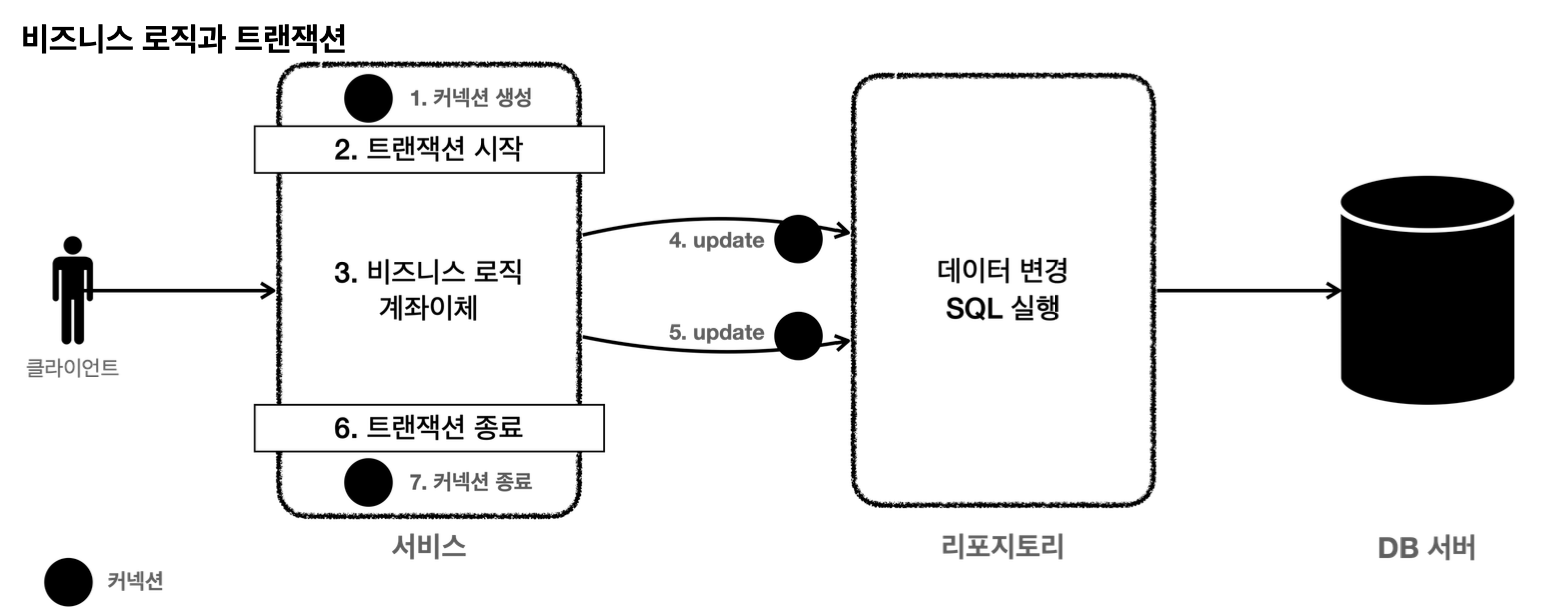 비즈니스 로직과 트랜잭션
1. 커넥션 생성
2. 트랜잭션 시작
3. 비즈니스 로직
계좌이체
4. update
5. update
6. 트랜잭션 종료
7. 커넥션 종료
데이터 변경
SQL 실행
클라이언트
서비스
리포지토리
DB 서버
커넥션